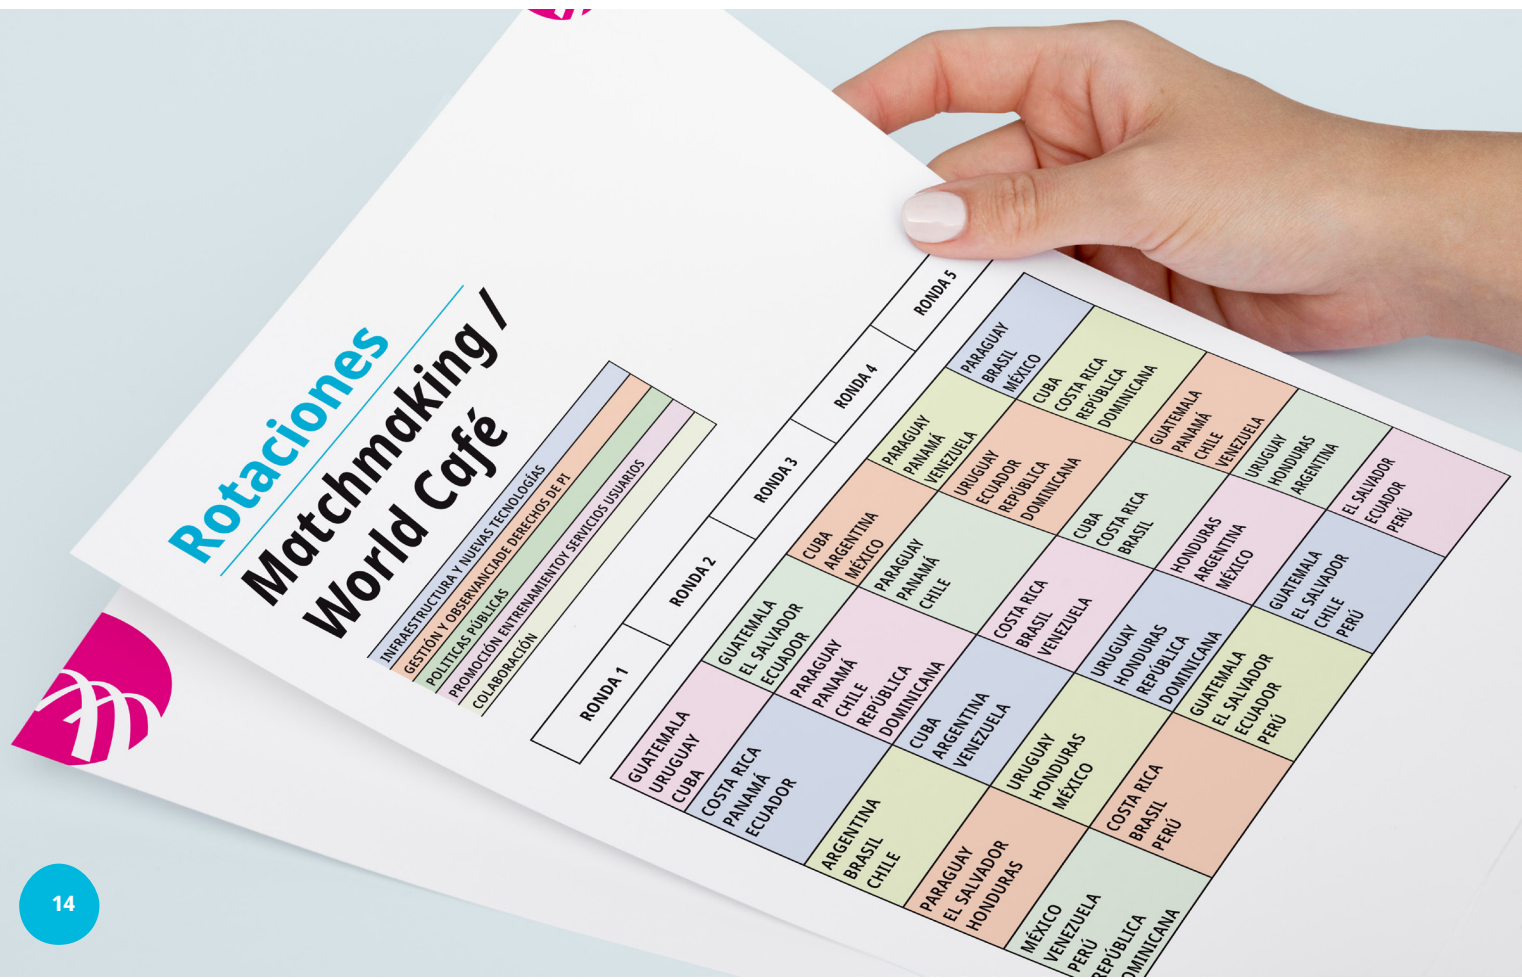 Rotaciones
Matchmaking /
World Café
INFRAESTRUCTURA Y NUEVAS TECNOLOGÍAS
GESTIÓN Y OBSERVANCIADE DERECHOS DE PI
POLITICAS PÚBLICAS
PROMOCIÓN ENTRENAMIENTOY SERVICIOS USUARIOS
COLABORACIÓN
RONDA 1
RONDA 2
RONDA 3
RONDA 4
RONDA 5
GUATEMALA
URUGUAY
CUBA
GUATEMALA
EL SALVADOR
ECUADOR
CUBA
ARGENTINA
MÉXICO
PARAGUAY
PANAMÁ
VENEZUELA
PARAGUAY
BRASIL
MÉXICO
COSTA RICA
PANAMÁ
ECUADOR
PARAGUAY
PANAMÁ
CHILE
REPÚBLICA
DOMINICANA
PARAGUAY
PANAMÁ
CHILE
URUGUAY
ECUADOR
REPÚBLICA
DOMINICANA
CUBA
COSTA RICA
REPÚBLICA
DOMINICANA
ARGENTINA
BRASIL
CHILE
CUBA
ARGENTINA
VENEZUELA
COSTA RICA
BRASIL
VENEZUELA
CUBA
COSTA RICA
BRASIL
GUATEMALA
PANAMÁ
CHILE
VENEZUELA
PARAGUAY
EL SALVADOR
HONDURAS
URUGUAY
HONDURAS
MÉXICO
URUGUAY
HONDURAS
REPÚBLICA
DOMINICANA
HONDURAS
ARGENTINA
MÉXICO
URUGUAY
HONDURAS
ARGENTINA
MÉXICO
VENEZUELA
PERÚ
REPÚBLICA
OMINICANA
COSTA RICA
BRASIL
PERÚ
GUATEMALA
EL SALVADOR
ECUADOR
PERÚ
GUATEMALA
EL SALVADOR
CHILE
PERÚ
EL SALVADOR
ECUADOR
PERÚ
14